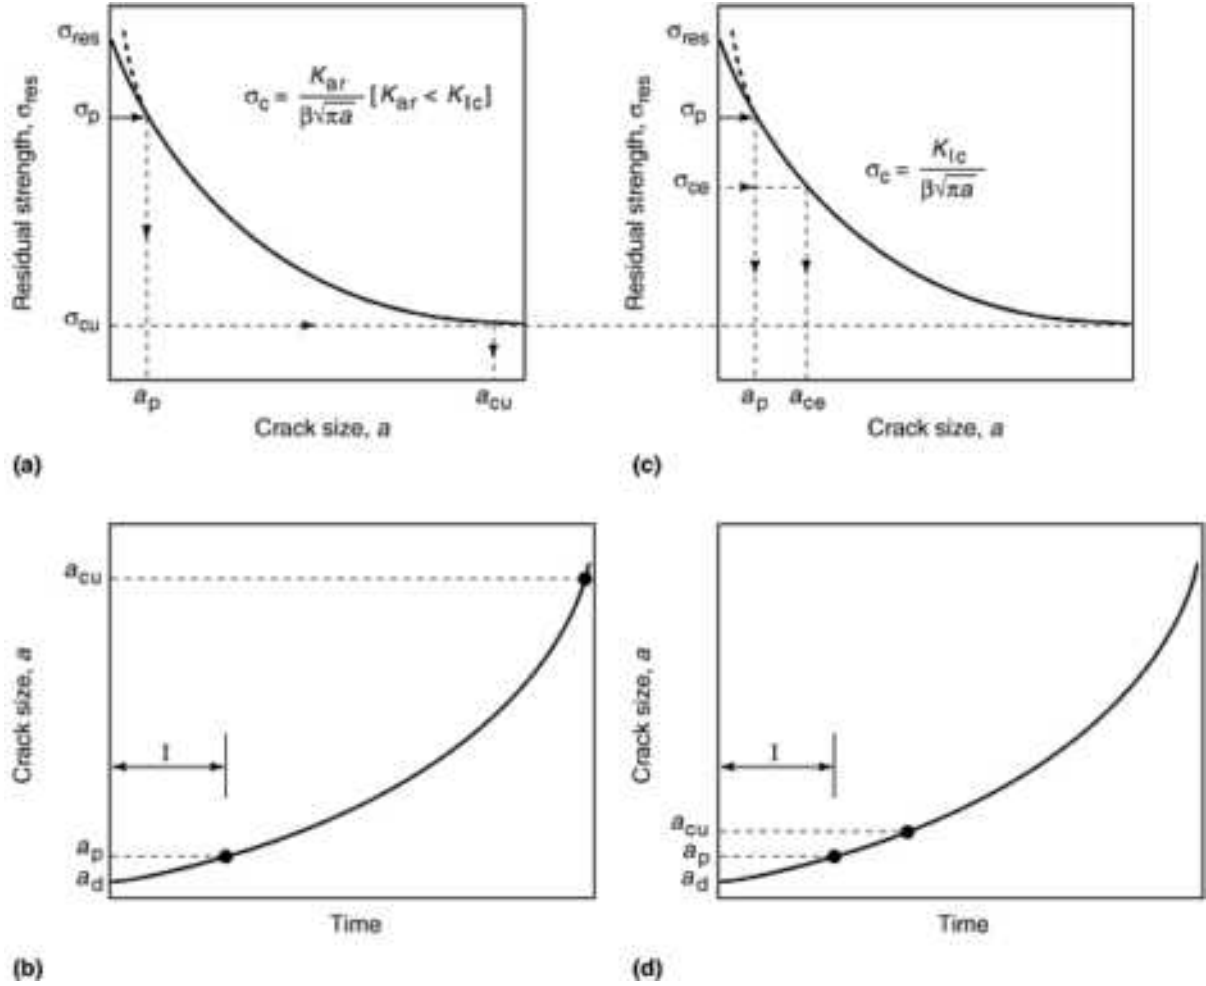 Residual strength, σres
σres
σp
σcu
σc = Kar / β√πa [Kar < KIc]
ap
acu
Crack size, a
(a)
Residual strength, σres
σres
σp
σce
σc = KIc / β√πa
ap
ace
Crack size, a
(c)
Crack size, a
acu
I
ap
ad
Time
(b)
Crack size, a
I
acu
ap
ad
Time
(d)